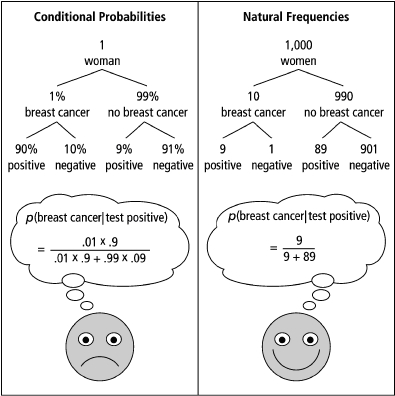 Conditional Probabilities
1
woman
1% 99%
breast cancer no breast cancer
90% 10% 9% 91%
positive negative positive negative
p(breast cancer|test positive)
= .01 × .9
.01 × .9 + .99 × .09
Natural Frequencies
1,000
women
10 990
breast cancer no breast cancer
9 1 89 901
positive negative positive negative
p(breast cancer|test positive)
= 9
9 + 89